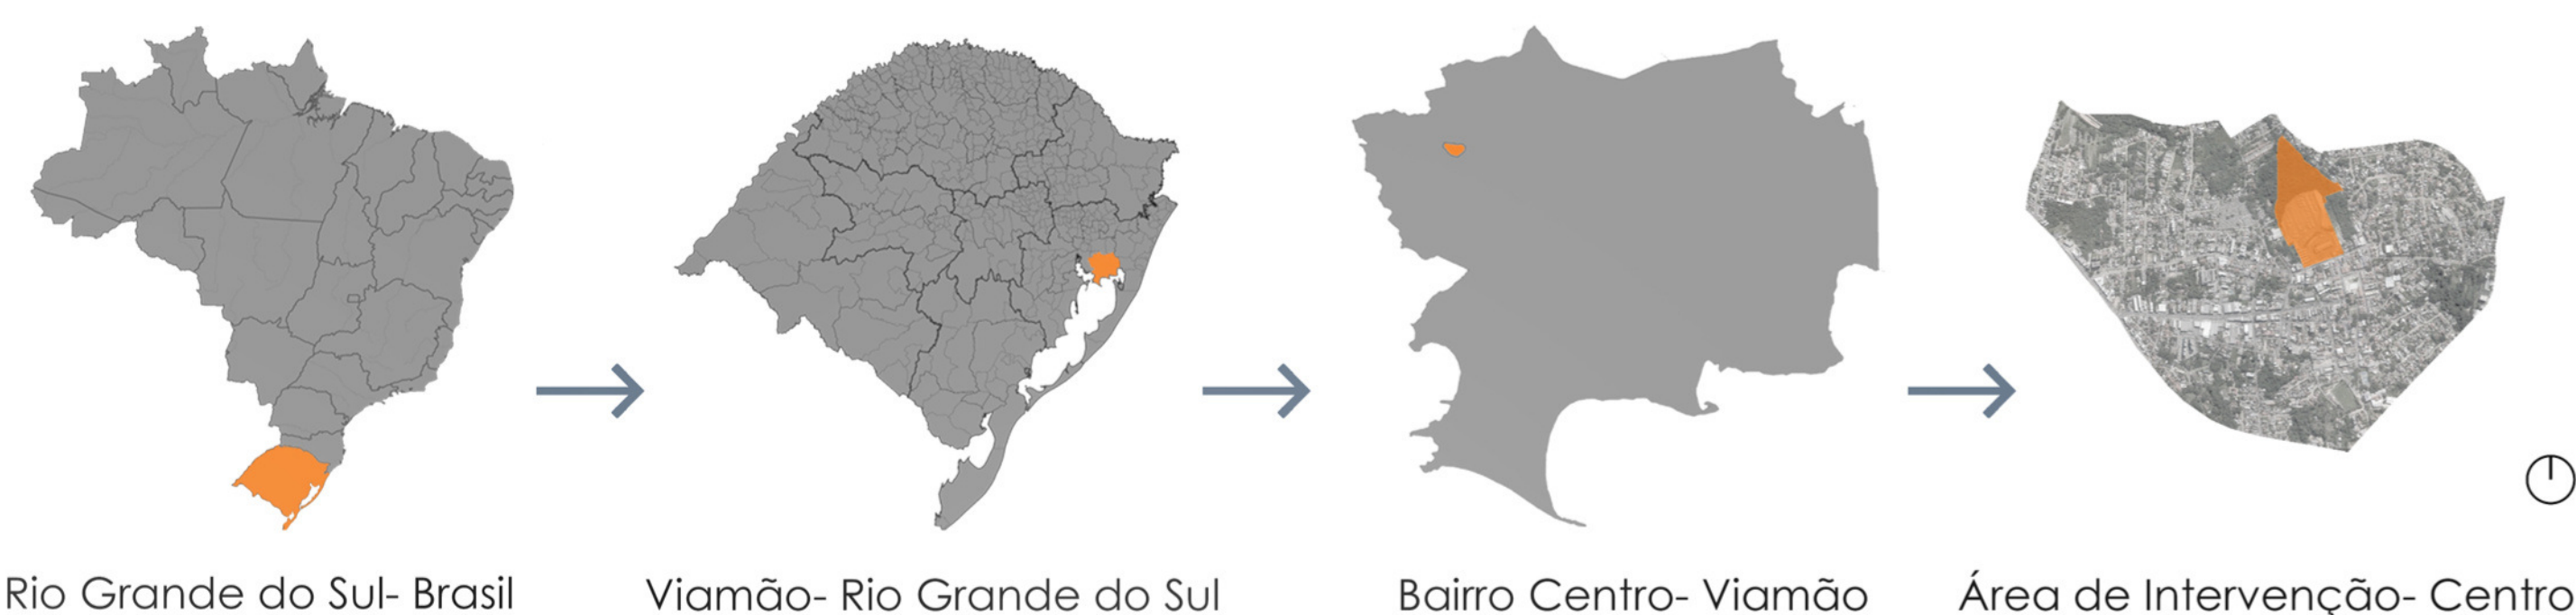 Rio Grande do Sul- Brasil
Viamão- Rio Grande do Sul
Bairro Centro- Viamão
Área de Intervenção- Centro